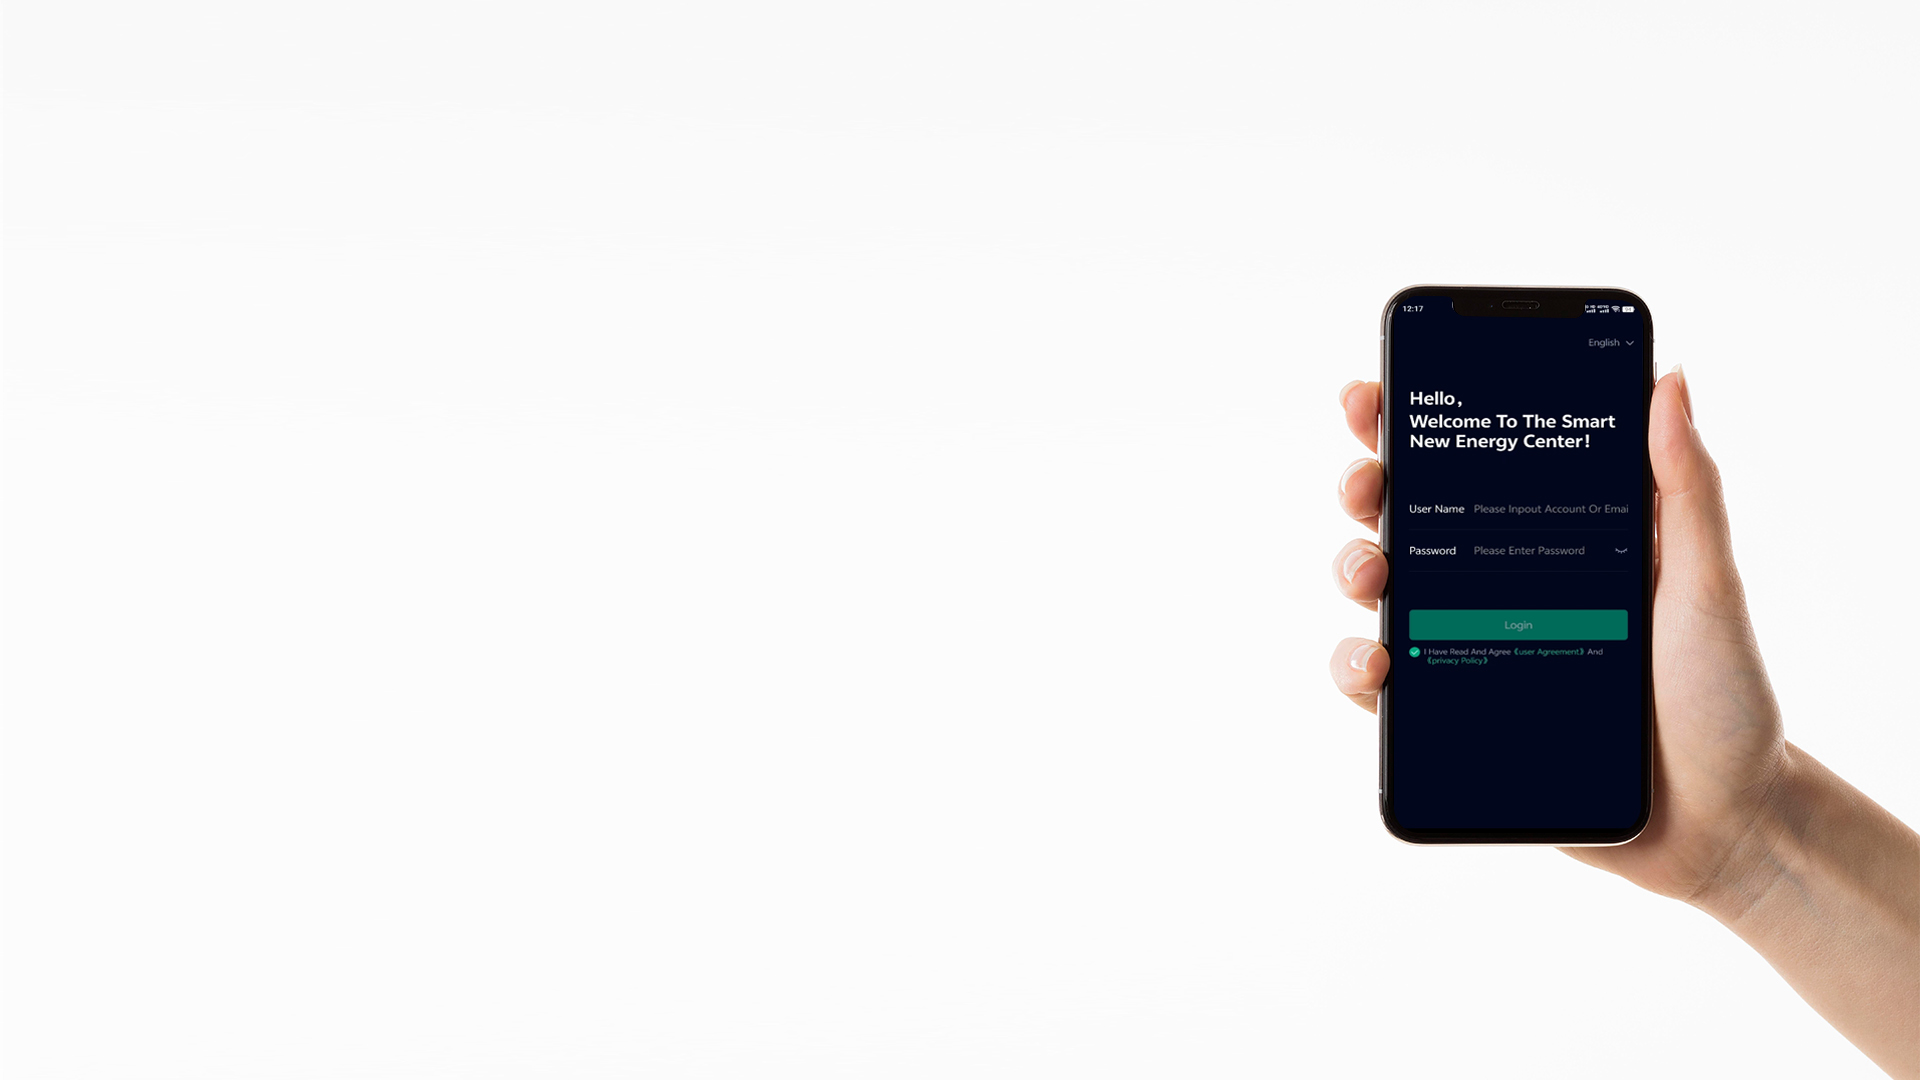 12:17
English
Hello,
Welcome To The Smart
New Energy Center!
User Name Please Inpout Account Or Emai
Password Please Enter Password
Login
I Have Read And Agree 《user Agreement》 And
《privacy Policy》